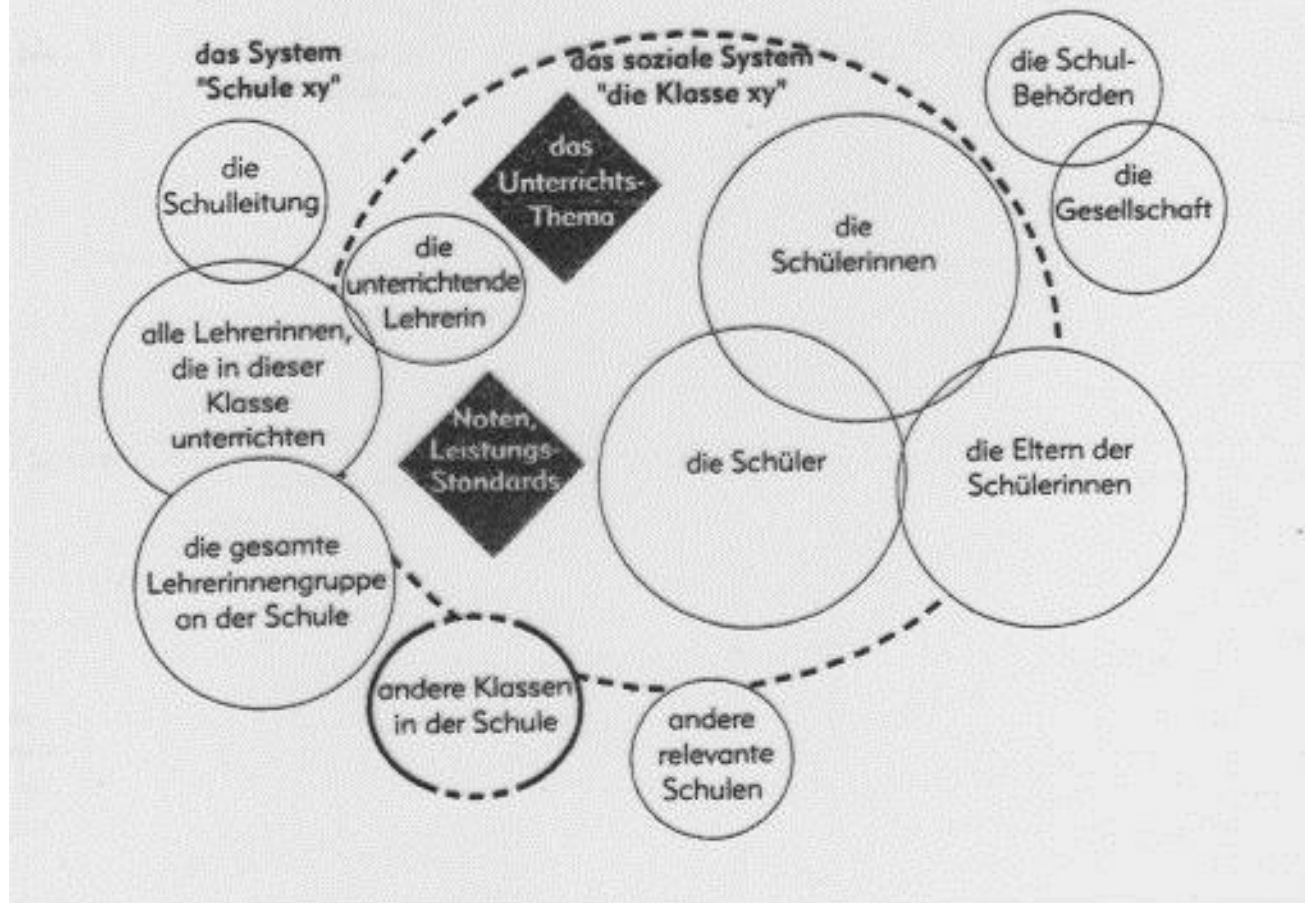 das System
"Schule xy"
das soziale System
"die Klasse xy"
die Schul-
Behörden
die
Gesellschaft
die
Schulleitung
das
Unterrichts-
Thema
die
unterrichtende
Lehrerin
die
Schülerinnen
alle Lehrerinnen,
die in dieser
Klasse
unterrichten
Noten,
Leistungs-
Standards
die Schüler
die Eltern der
Schülerinnen
die gesamte
Lehrerinnengruppe
an der Schule
andere Klassen
in der Schule
andere
relevante
Schulen